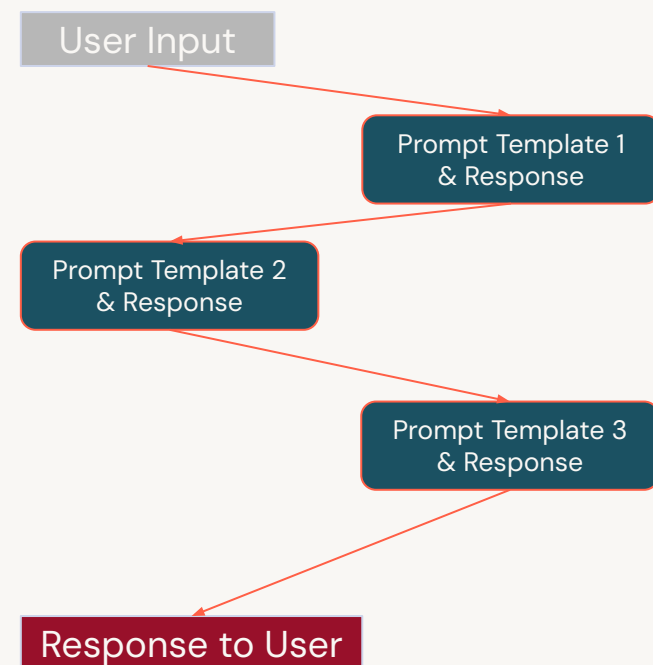 User Input
Prompt Template 1
& Response
Prompt Template 2
& Response
Prompt Template 3
& Response
Response to User